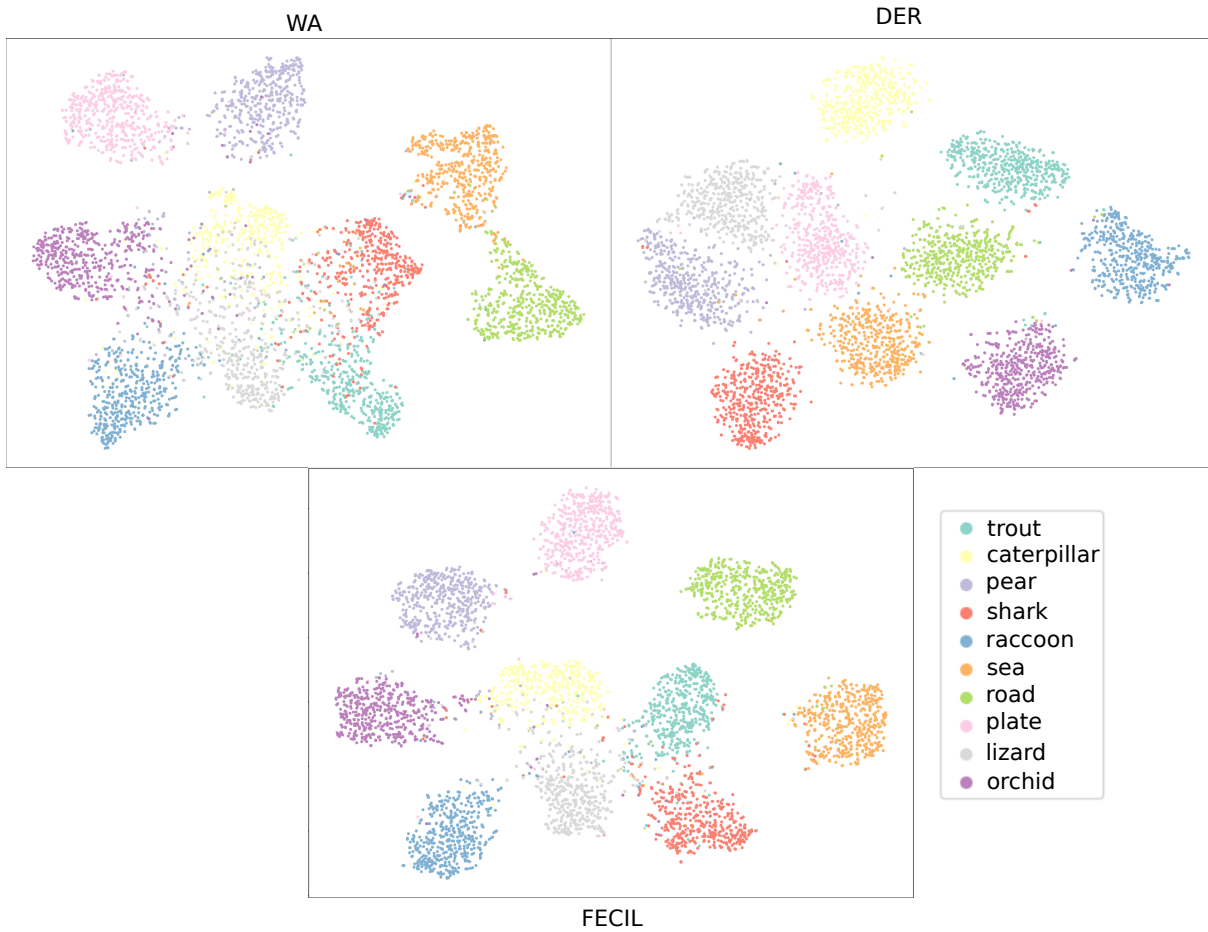 WA
DER
trout
caterpillar
pear
shark
raccoon
sea
road
plate
lizard
orchid
FECIL